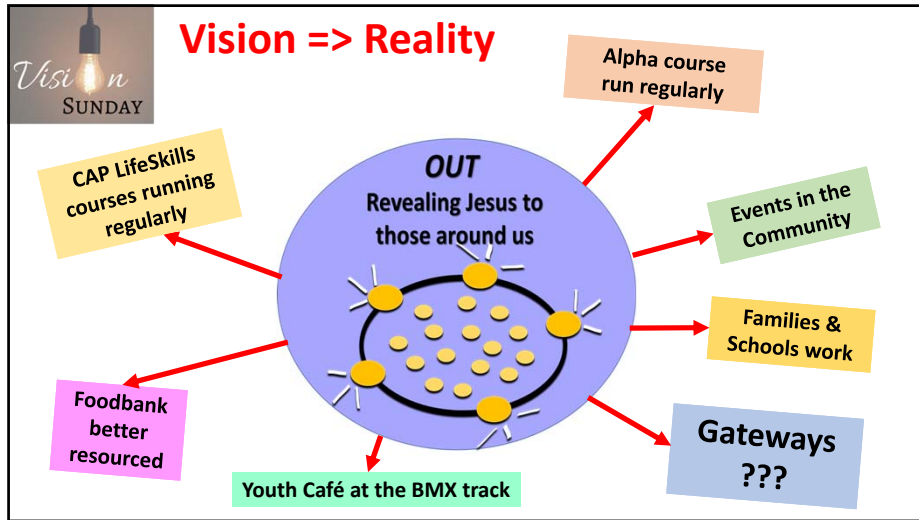 Vision
SUNDAY
Vision => Reality
Alpha course
run regularly
CAP LifeSkills
courses running
regularly
OUT
Revealing Jesus to
those around us
Events in the
Community
Families &
Schools work
Foodbank
better
resourced
Gateways
???
Youth Café at the BMX track